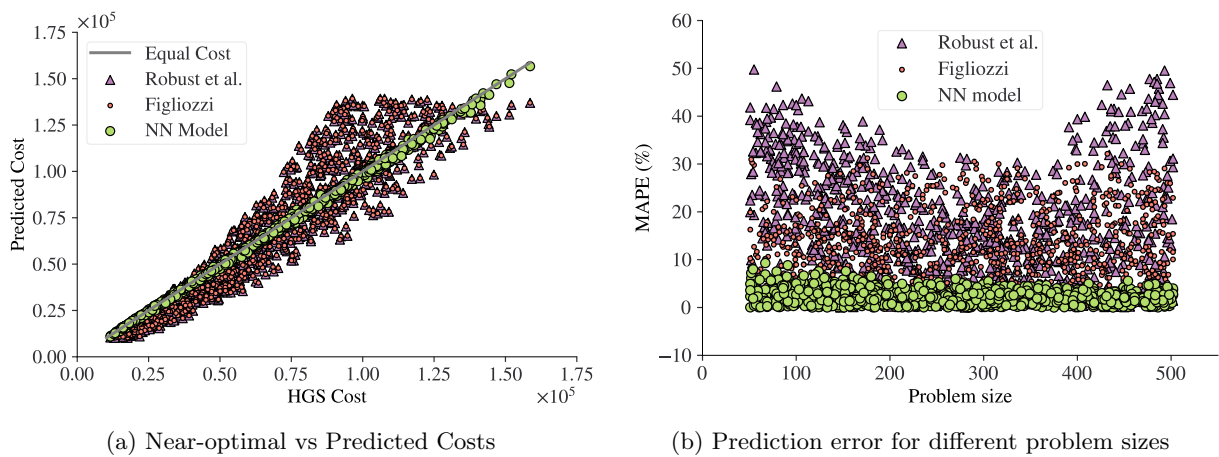 ×10⁵
1.75
1.50
1.25
1.00
0.75
0.50
0.25
0.00
Predicted Cost
Equal Cost
Robust et al.
Figliozzi
NN Model
0.00 0.25 0.50 0.75 1.00 1.25 1.50 1.75
HGS Cost
×10⁵
(a) Near-optimal vs Predicted Costs
60
50
40
30
20
10
0
−10
MAPE (%)
Robust et al.
Figliozzi
NN model
0 100 200 300 400 500
Problem size
(b) Prediction error for different problem sizes